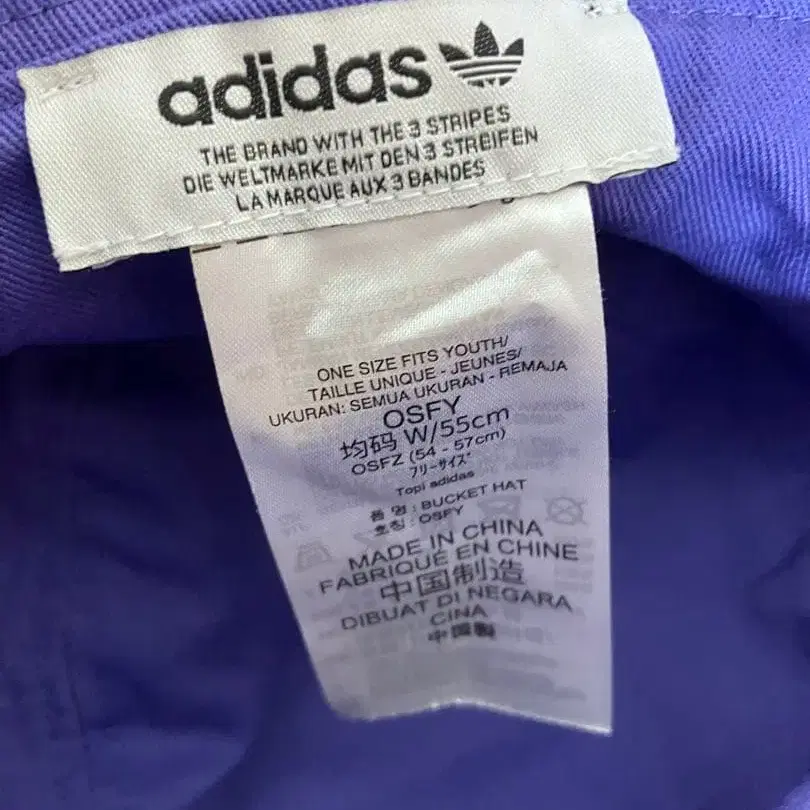 adidas
THE BRAND WITH THE 3 STRIPES
DIE WELTMARKE MIT DEN 3 STREIFEN
LA MARQUE AUX 3 BANDES
ONE SIZE FITS YOUTH/
TAILLE UNIQUE - JEUNES/
UKURAN: SEMUA UKURAN - REMAJA
OSFY
均码 W/55cm
OSFZ (54 - 57cm)
フリーサイズ
Topi adidas
품 명 : BUCKET HAT
호칭 : OSFY
MADE IN CHINA
FABRIQUÉ EN CHINE
中国制造
DIBUAT DI NEGARA
CINA
中国製